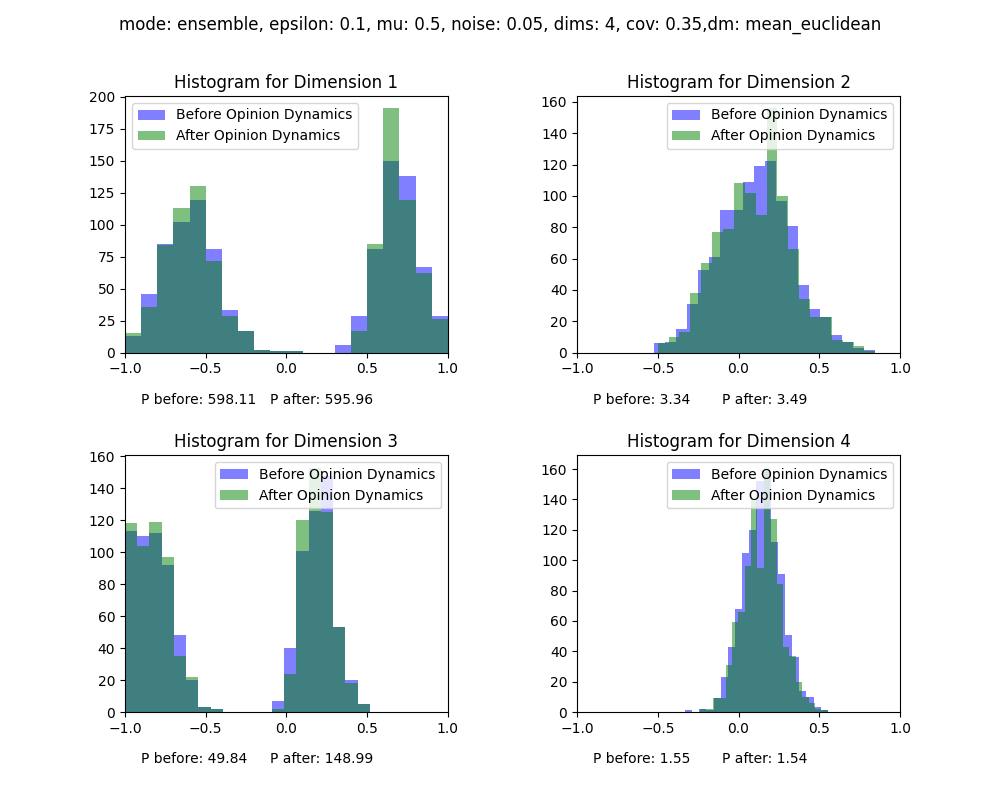 mode: ensemble, epsilon: 0.1, mu: 0.5, noise: 0.05, dims: 4, cov: 0.35,dm: mean_euclidean
Histogram for Dimension 1
Before Opinion Dynamics
After Opinion Dynamics
200
175
150
125
100
75
50
25
0
−1.0 −0.5 0.0 0.5 1.0
P before: 598.11 P after: 595.96
Histogram for Dimension 2
Before Opinion Dynamics
After Opinion Dynamics
160
140
120
100
80
60
40
20
0
−1.0 −0.5 0.0 0.5 1.0
P before: 3.34 P after: 3.49
Histogram for Dimension 3
Before Opinion Dynamics
After Opinion Dynamics
160
140
120
100
80
60
40
20
0
−1.0 −0.5 0.0 0.5 1.0
P before: 49.84 P after: 148.99
Histogram for Dimension 4
Before Opinion Dynamics
After Opinion Dynamics
160
140
120
100
80
60
40
20
0
−1.0 −0.5 0.0 0.5 1.0
P before: 1.55 P after: 1.54